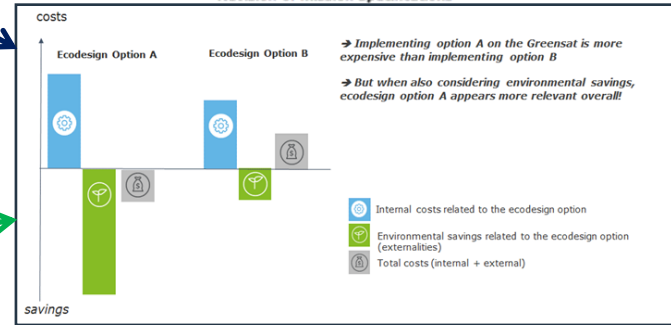 costs
Ecodesign Option A
Ecodesign Option B
➔ Implementing option A on the Greensat is more
expensive than implementing option B
➔ But when also considering environmental savings,
ecodesign option A appears more relevant overall!
Internal costs related to the ecodesign option
Environmental savings related to the ecodesign option
(externalities)
Total costs (internal + external)
savings